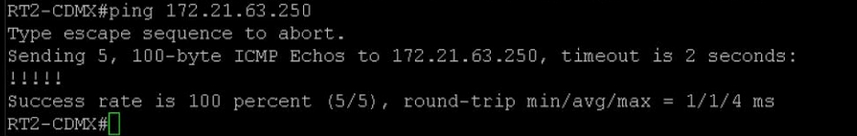 RT2-CDMX#ping 172.21.63.250
Type escape sequence to abort.
Sending 5, 100-byte ICMP Echos to 172.21.63.250, timeout is 2 seconds:
!!!!!
Success rate is 100 percent (5/5), round-trip min/avg/max = 1/1/4 ms
RT2-CDMX#